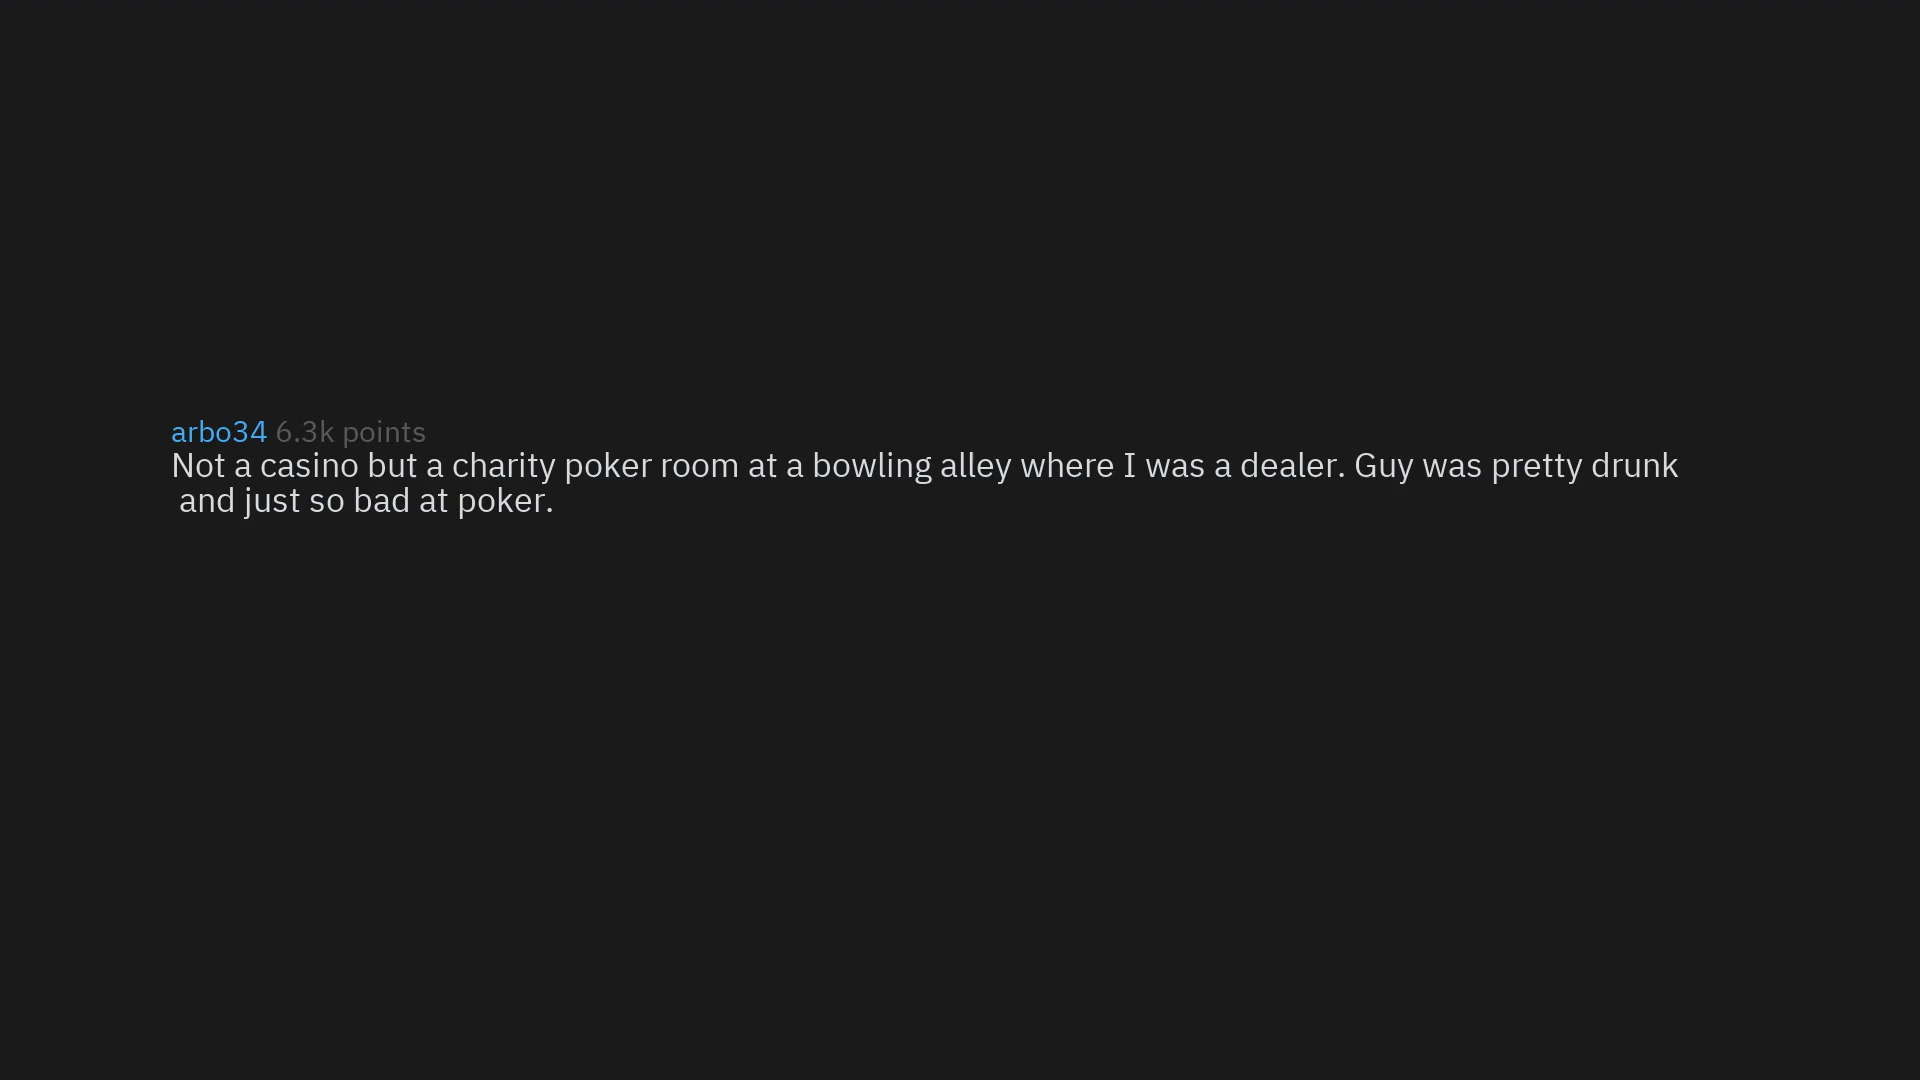 arbo34 6.3k points
Not a casino but a charity poker room at a bowling alley where I was a dealer. Guy was pretty drunk
and just so bad at poker.